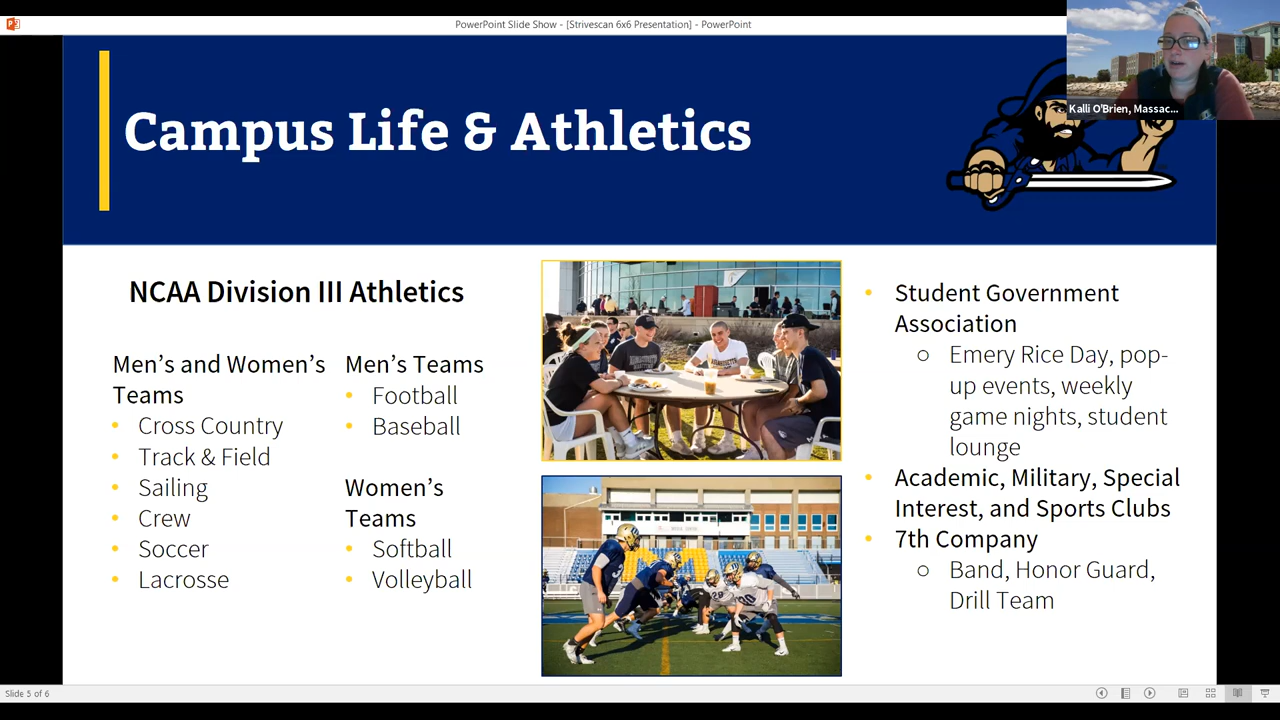 PowerPoint Slide Show - [Strivescan 6x6 Presentation] - PowerPoint
Kalli O'Brien, Massac...
Campus Life & Athletics
NCAA Division III Athletics
Men's and Women's
Teams
• Cross Country
• Track & Field
• Sailing
• Crew
• Soccer
• Lacrosse
Men's Teams
• Football
• Baseball
Women's
Teams
• Softball
• Volleyball
• Student Government
Association
○ Emery Rice Day, pop-
up events, weekly
game nights, student
lounge
• Academic, Military, Special
Interest, and Sports Clubs
• 7th Company
○ Band, Honor Guard,
Drill Team
Slide 5 of 6